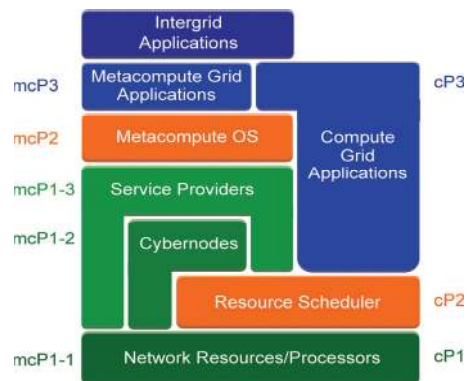 Intergrid
Applications
mcP3
Metacompute Grid
Applications
cP3
mcP2
Metacompute OS
Compute
Grid
Applications
mcP1-3
Service Providers
mcP1-2
Cybernodes
Resource Scheduler
cP2
mcP1-1
Network Resources/Processors
cP1